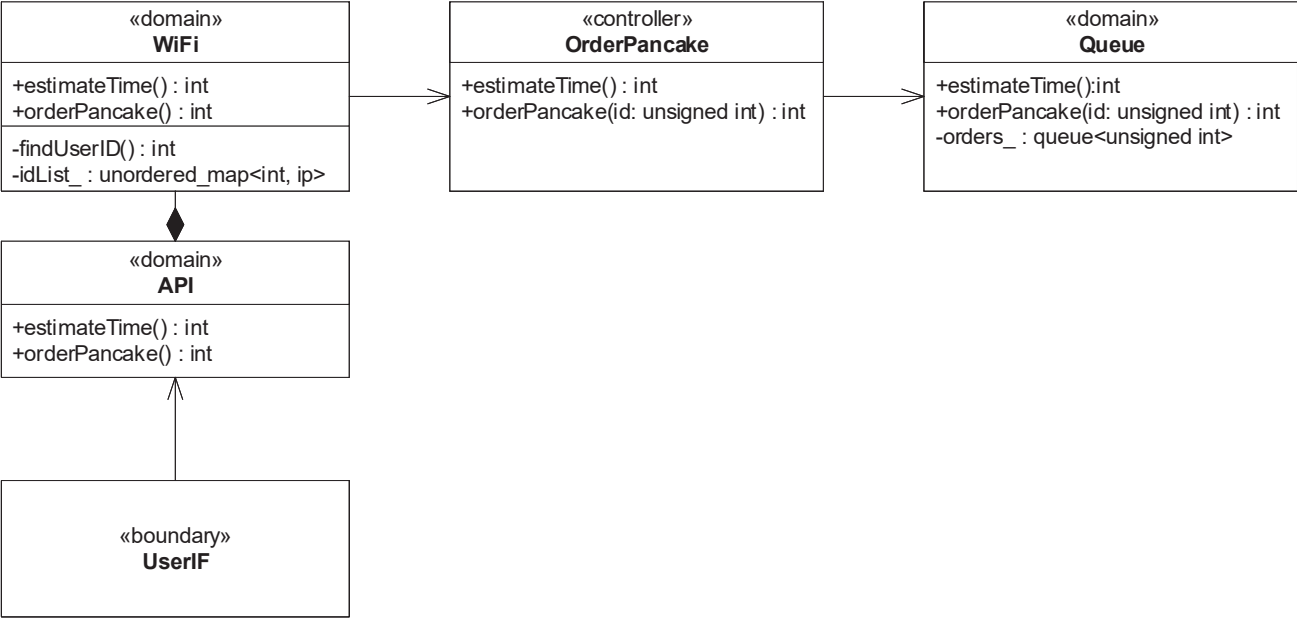 «domain»
WiFi
+estimateTime() : int
+orderPancake() : int
-findUserID() : int
-idList_ : unordered_map<int, ip>
«controller»
OrderPancake
+estimateTime() : int
+orderPancake(id: unsigned int) : int
«domain»
Queue
+estimateTime():int
+orderPancake(id: unsigned int) : int
-orders_ : queue<unsigned int>
«domain»
API
+estimateTime() : int
+orderPancake() : int
«boundary»
UserIF